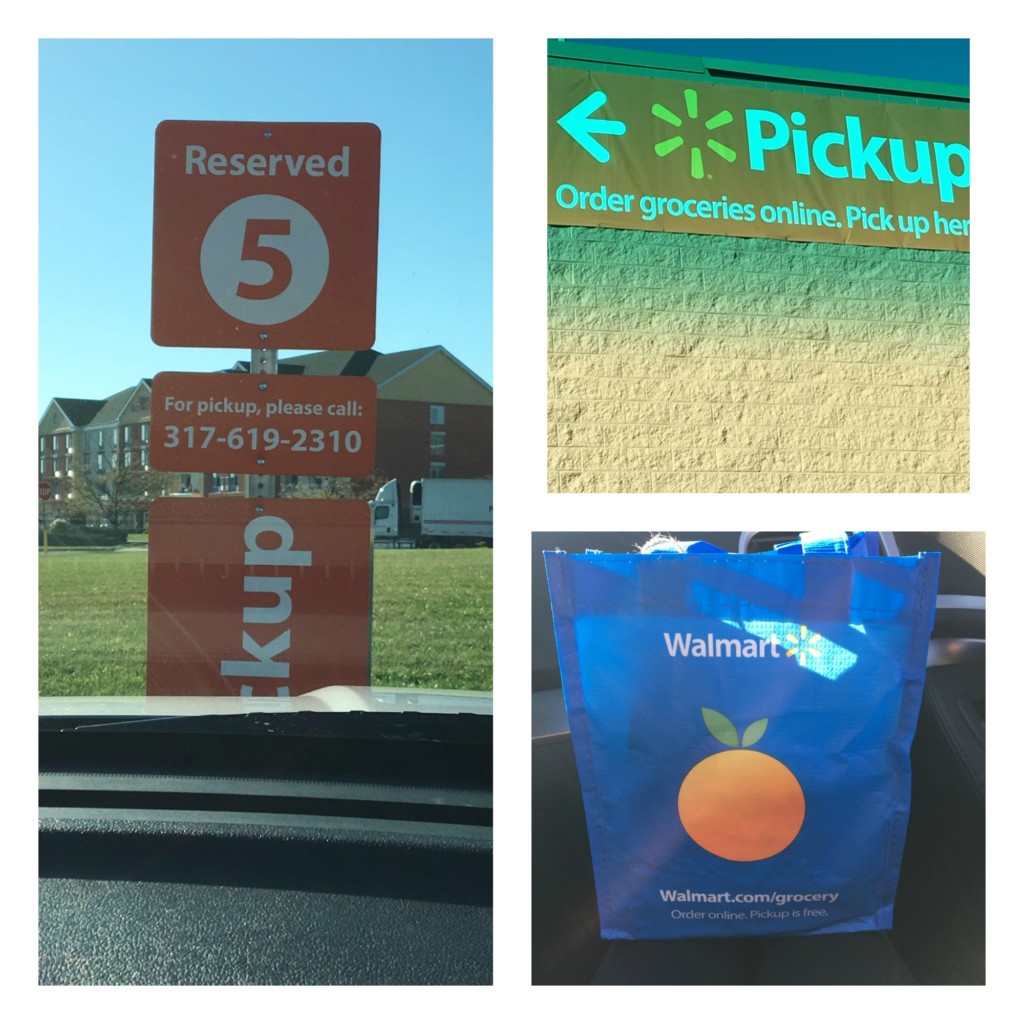 Reserved
5
For pickup, please call:
317-619-2310
ckup
Pickup
Order groceries online. Pick up her
Walmart
Walmart.com/grocery
Order online. Pickup is free.